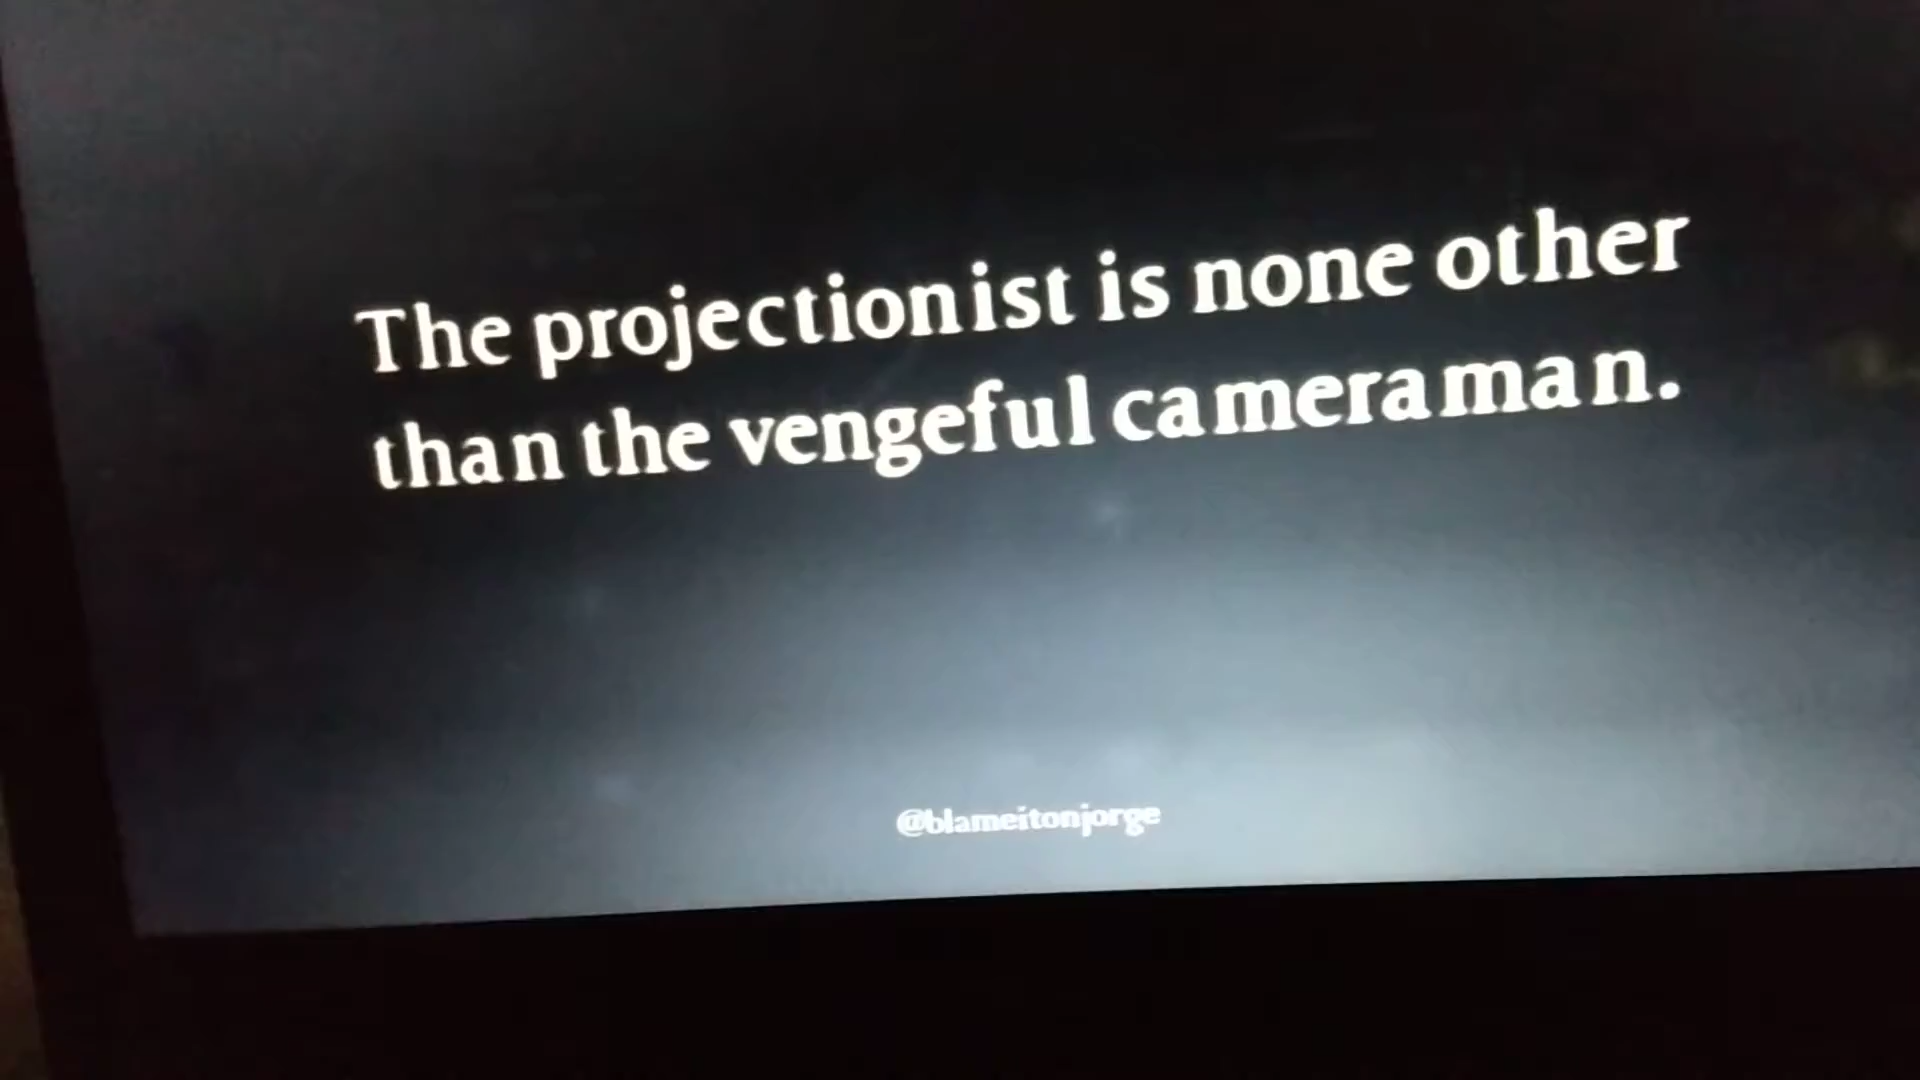 The projectionist is none other
than the vengeful cameraman.
@blameitonjorge